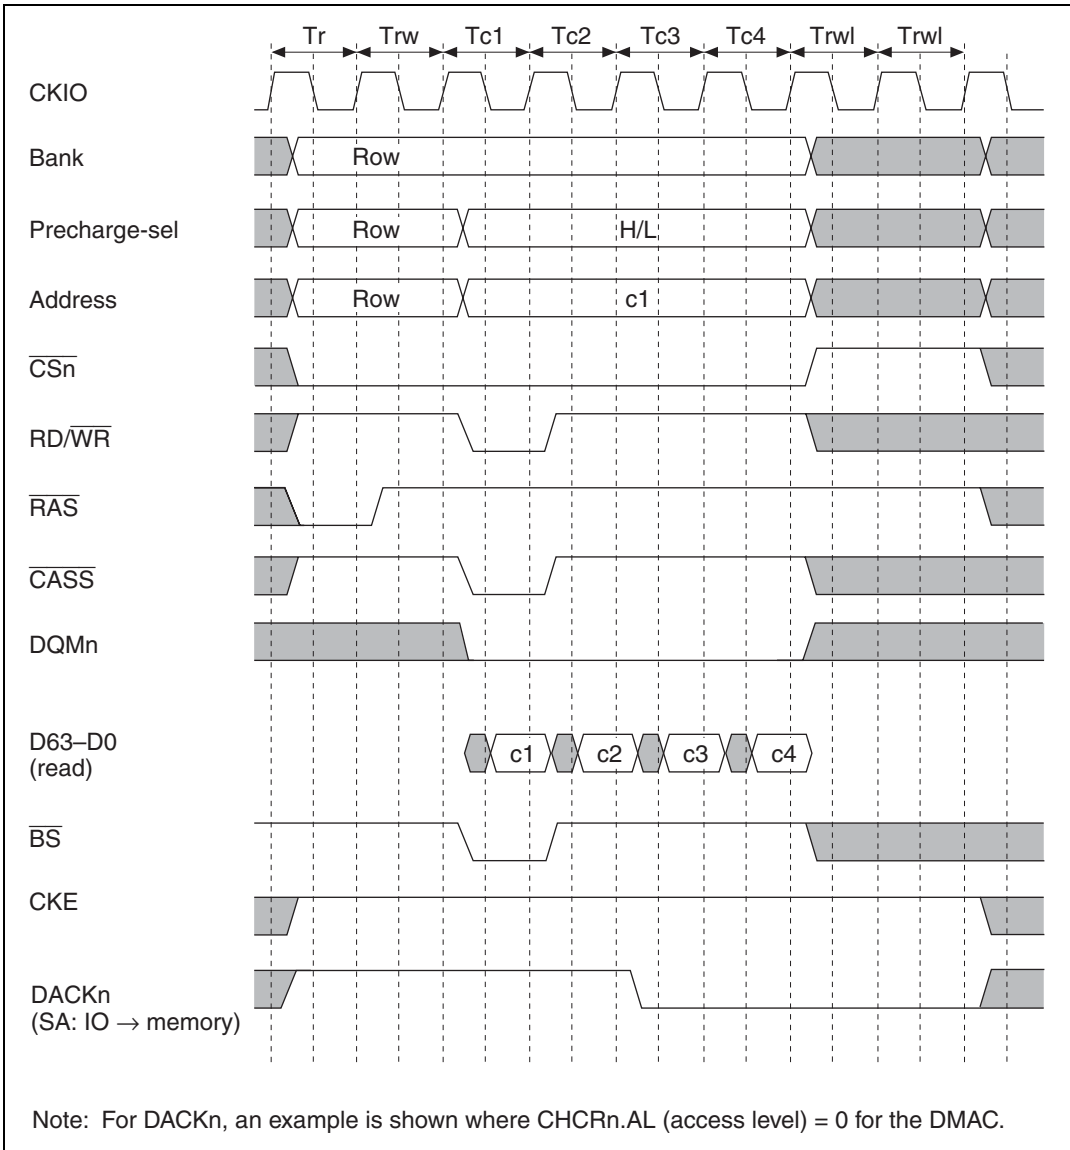 Tr Trw Tc1 Tc2 Tc3 Tc4 Trwl Trwl
CKIO
Bank Row
Precharge-sel Row H/L
Address Row c1
CSn
RD/WR
RAS
CASS
DQMn
D63–D0
(read)
c1 c2 c3 c4
BS
CKE
DACKn
(SA: IO → memory)
Note: For DACKn, an example is shown where CHCRn.AL (access level) = 0 for the DMAC.